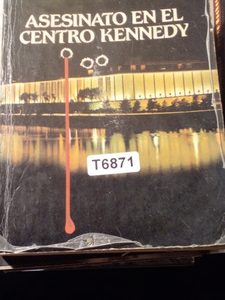 ASESINATO EN EL
CENTRO KENNEDY
T6871